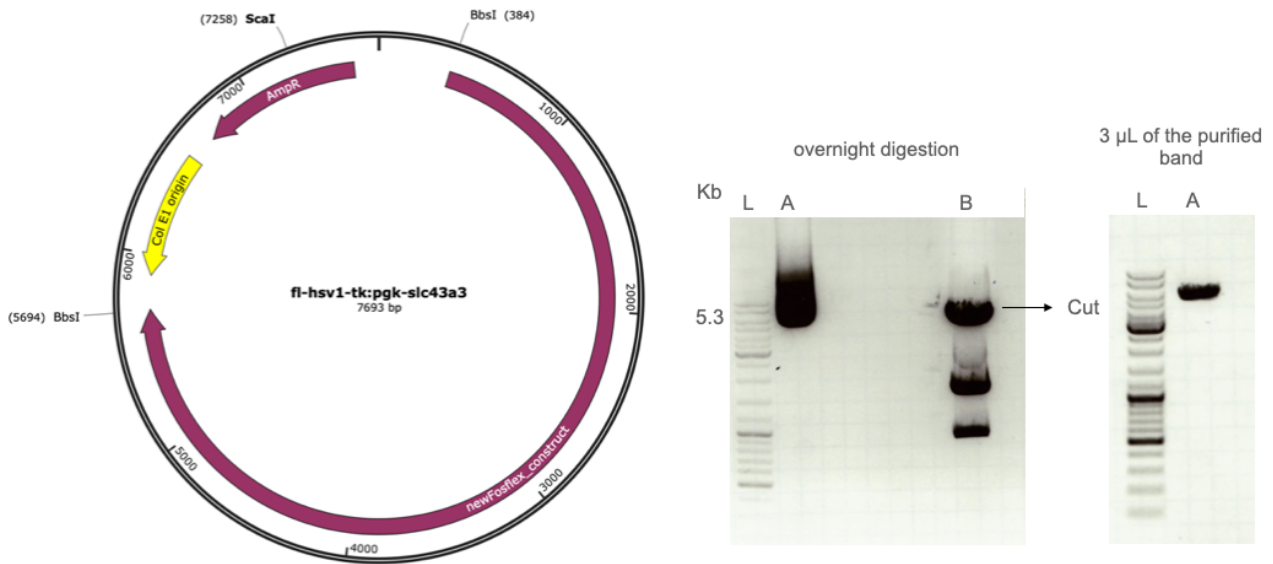 (7258) ScaI
BbsI (384)
AmpR
7000
1000
Col E1 origin
6000
fl-hsv1-tk:pgk-slc43a3
7693 bp
2000
(5694) BbsI
newFosflex_construct
5000
3000
4000
overnight digestion
Kb
L A B
5.3
Cut
3 µL of the purified
band
L A